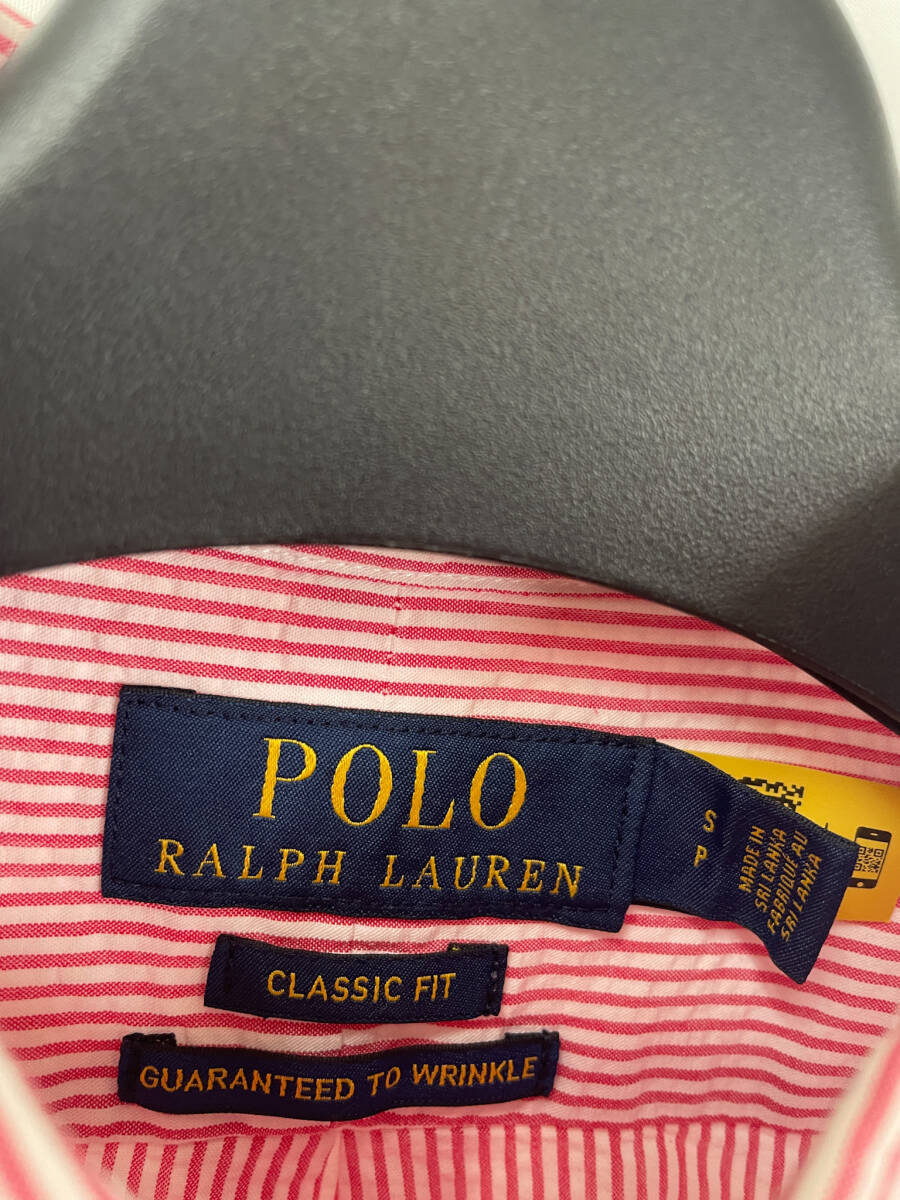 POLO
RALPH LAUREN
S
P
MADE IN
SRI LANKA
FABRIQUÉ AU
SRI LANKA
CLASSIC FIT
GUARANTEED TO WRINKLE